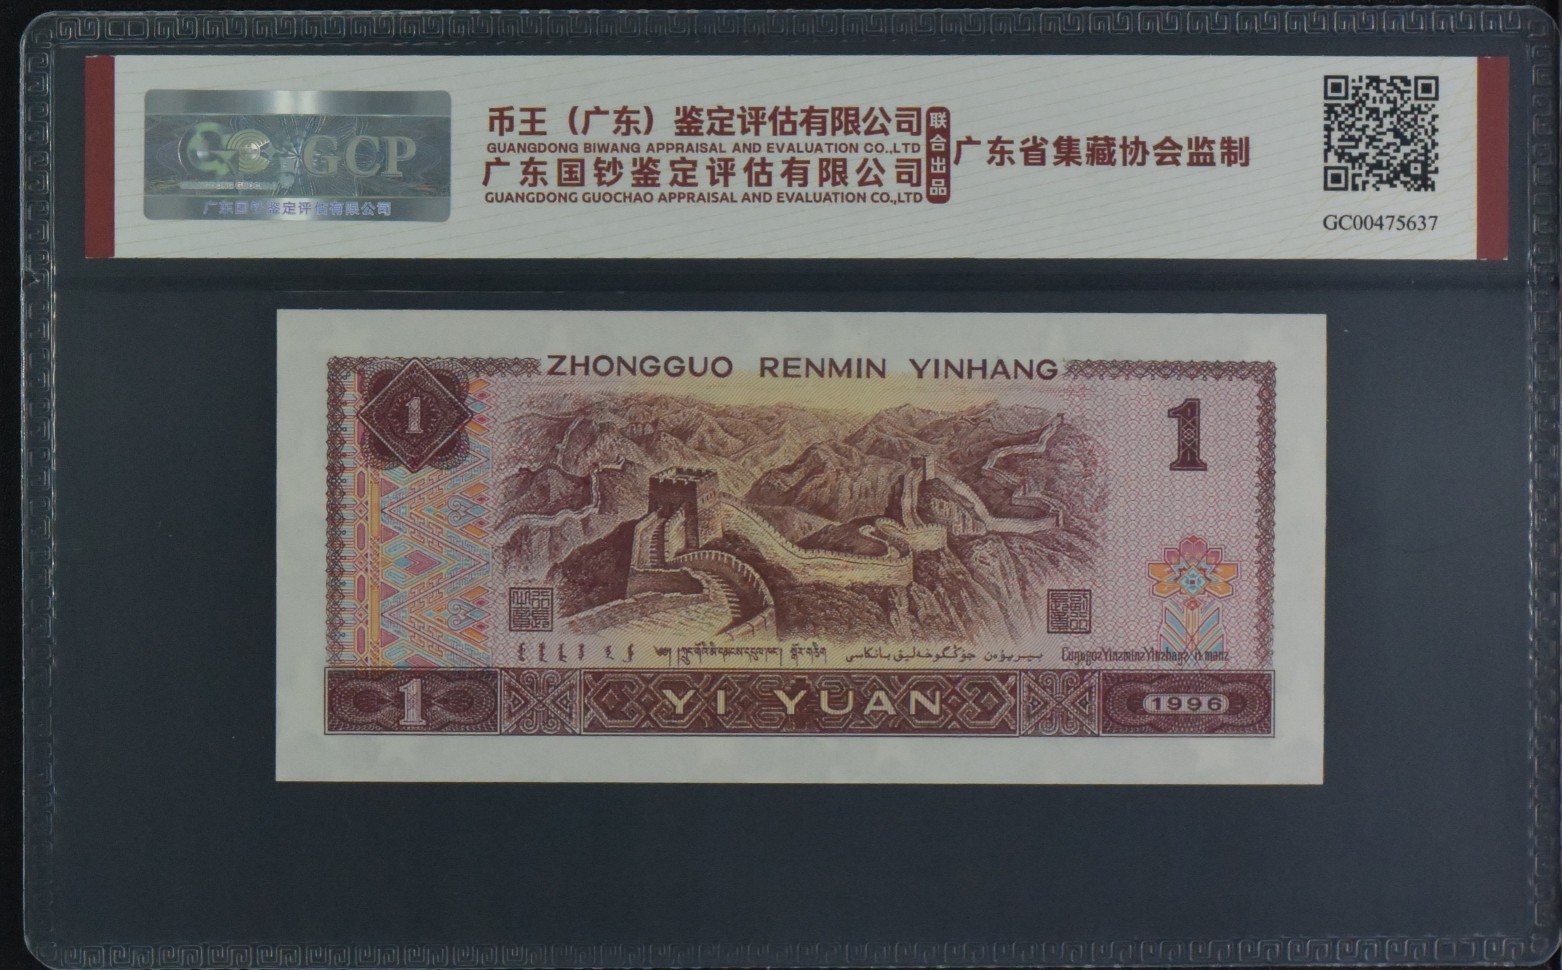 GCP
广东国钞鉴定评估有限公司
币王（广东）鉴定评估有限公司
GUANGDONG BIWANG APPRAISAL AND EVALUATION CO.,LTD
广东国钞鉴定评估有限公司
GUANGDONG GUOCHAO APPRAISAL AND EVALUATION CO.,LTD
联合出品
广东省集藏协会监制
GC00475637
ZHONGGUO RENMIN YINHANG
1
1
1
YI YUAN
1996